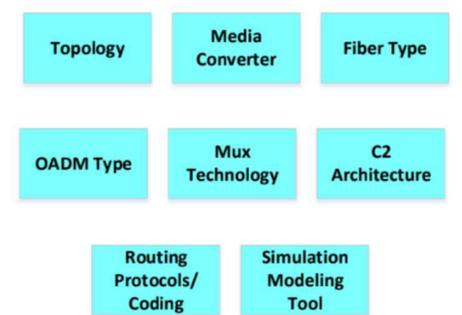 Topology
Media
Converter
Fiber Type
OADM Type
Mux
Technology
C2
Architecture
Routing
Protocols/
Coding
Simulation
Modeling
Tool